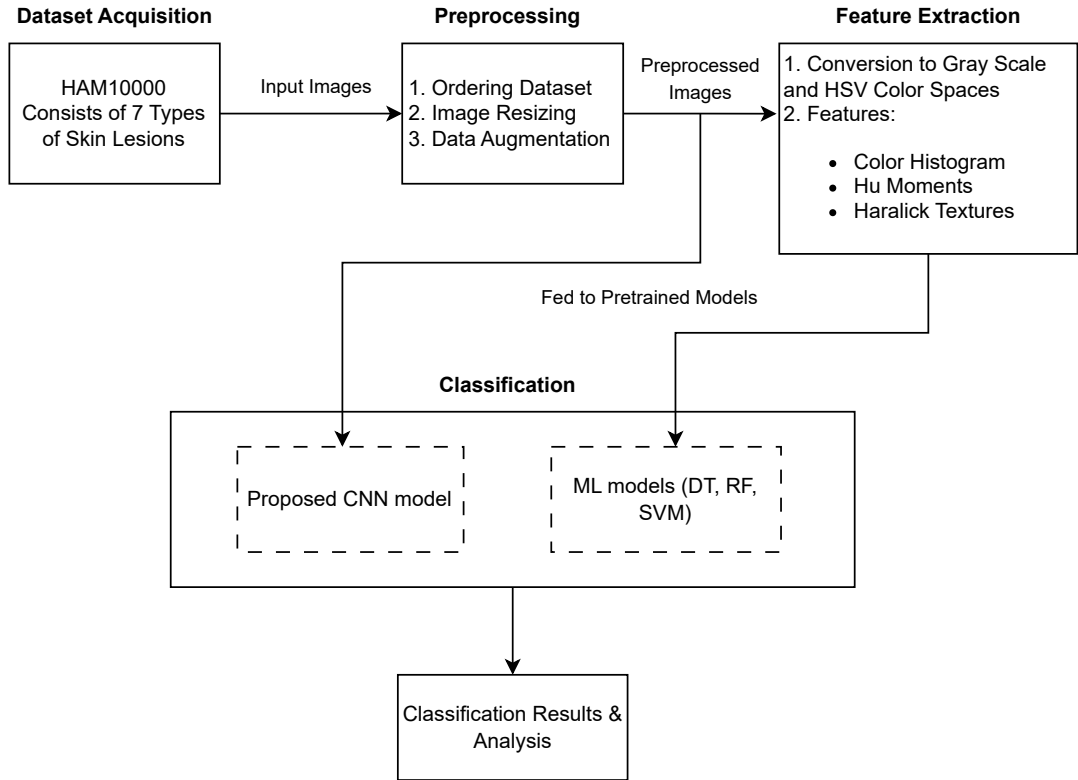 Dataset Acquisition
HAM10000
Consists of 7 Types
of Skin Lesions
Input Images
Preprocessing
1. Ordering Dataset
2. Image Resizing
3. Data Augmentation
Preprocessed
Images
Feature Extraction
1. Conversion to Gray Scale
and HSV Color Spaces
2. Features:
• Color Histogram
• Hu Moments
• Haralick Textures
Fed to Pretrained Models
Classification
Proposed CNN model
ML models (DT, RF,
SVM)
Classification Results &
Analysis